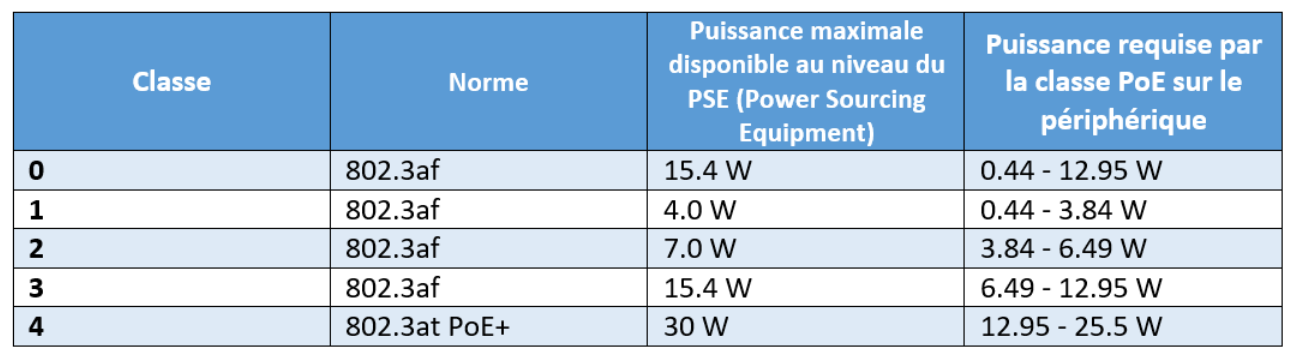 Classe
Norme
Puissance maximale
disponible au niveau du
PSE (Power Sourcing
Equipment)
Puissance requise par
la classe PoE sur le
périphérique
0 802.3af 15.4 W 0.44 - 12.95 W
1 802.3af 4.0 W 0.44 - 3.84 W
2 802.3af 7.0 W 3.84 - 6.49 W
3 802.3af 15.4 W 6.49 - 12.95 W
4 802.3at PoE+ 30 W 12.95 - 25.5 W